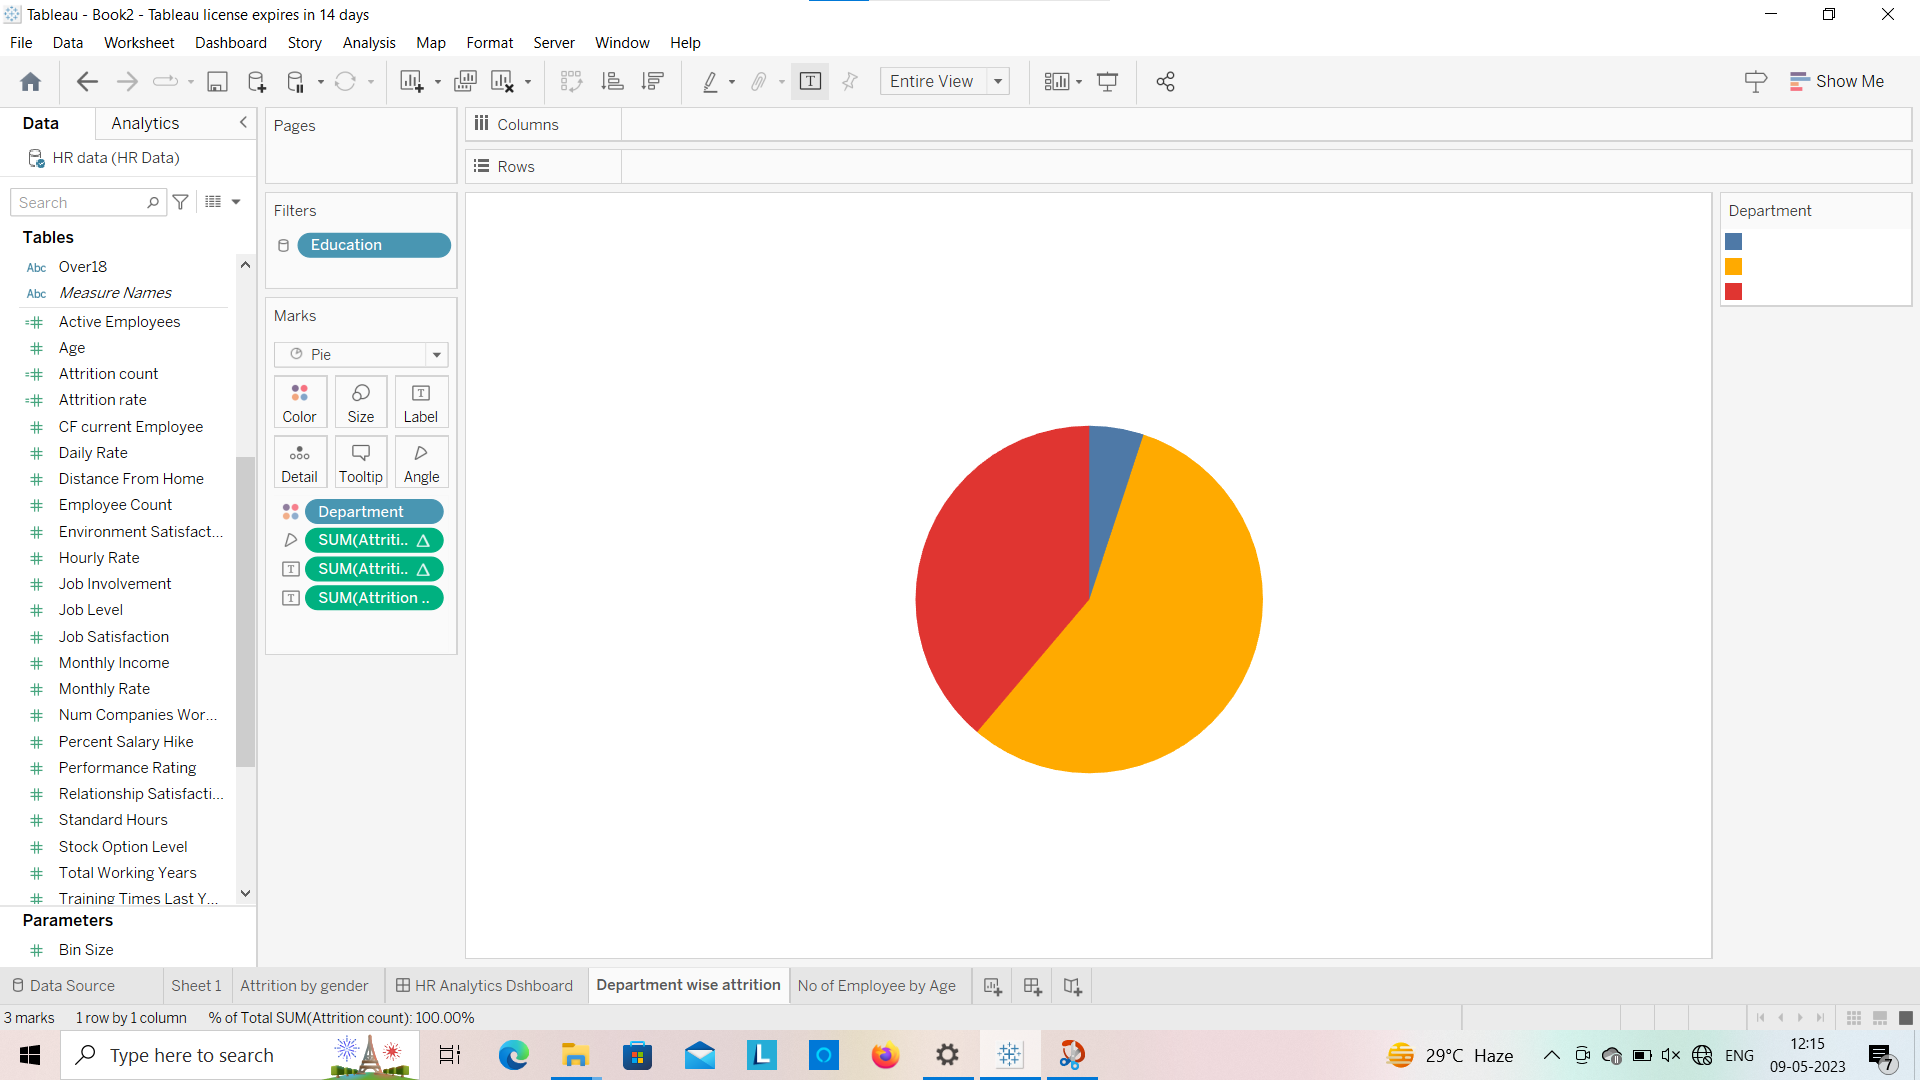 Tableau - Book2 - Tableau license expires in 14 days
File Data Worksheet Dashboard Story Analysis Map Format Server Window Help
Entire View
Show Me
Data Analytics
HR data (HR Data)
Search
Tables
Abc Over18
Abc Measure Names
Active Employees
Age
Attrition count
Attrition rate
CF current Employee
Daily Rate
Distance From Home
Employee Count
Environment Satisfact...
Hourly Rate
Job Involvement
Job Level
Job Satisfaction
Monthly Income
Monthly Rate
Num Companies Wor...
Percent Salary Hike
Performance Rating
Relationship Satisfacti...
Standard Hours
Stock Option Level
Total Working Years
Training Times Last Y...
Parameters
Bin Size
Pages
Filters
Education
Marks
Pie
Color Size Label
Detail Tooltip Angle
Department
SUM(Attriti..
SUM(Attriti..
SUM(Attrition ..
Columns
Rows
Department
Data Source Sheet 1 Attrition by gender HR Analytics Dshboard Department wise attrition No of Employee by Age
3 marks 1 row by 1 column % of Total SUM(Attrition count): 100.00%
Type here to search
29°C Haze
ENG
12:15
09-05-2023
7